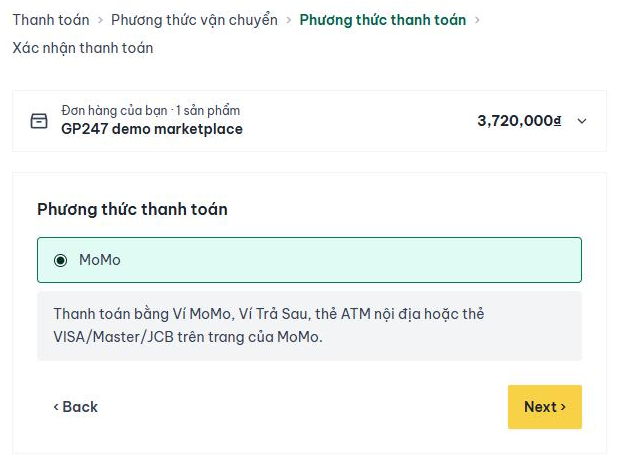 Thanh toán › Phương thức vận chuyển › Phương thức thanh toán ›
Xác nhận thanh toán
Đơn hàng của bạn · 1 sản phẩm
GP247 demo marketplace
3,720,000₫
Phương thức thanh toán
MoMo
Thanh toán bằng Ví MoMo, Ví Trả Sau, thẻ ATM nội địa hoặc thẻ
VISA/Master/JCB trên trang của MoMo.
‹ Back
Next ›